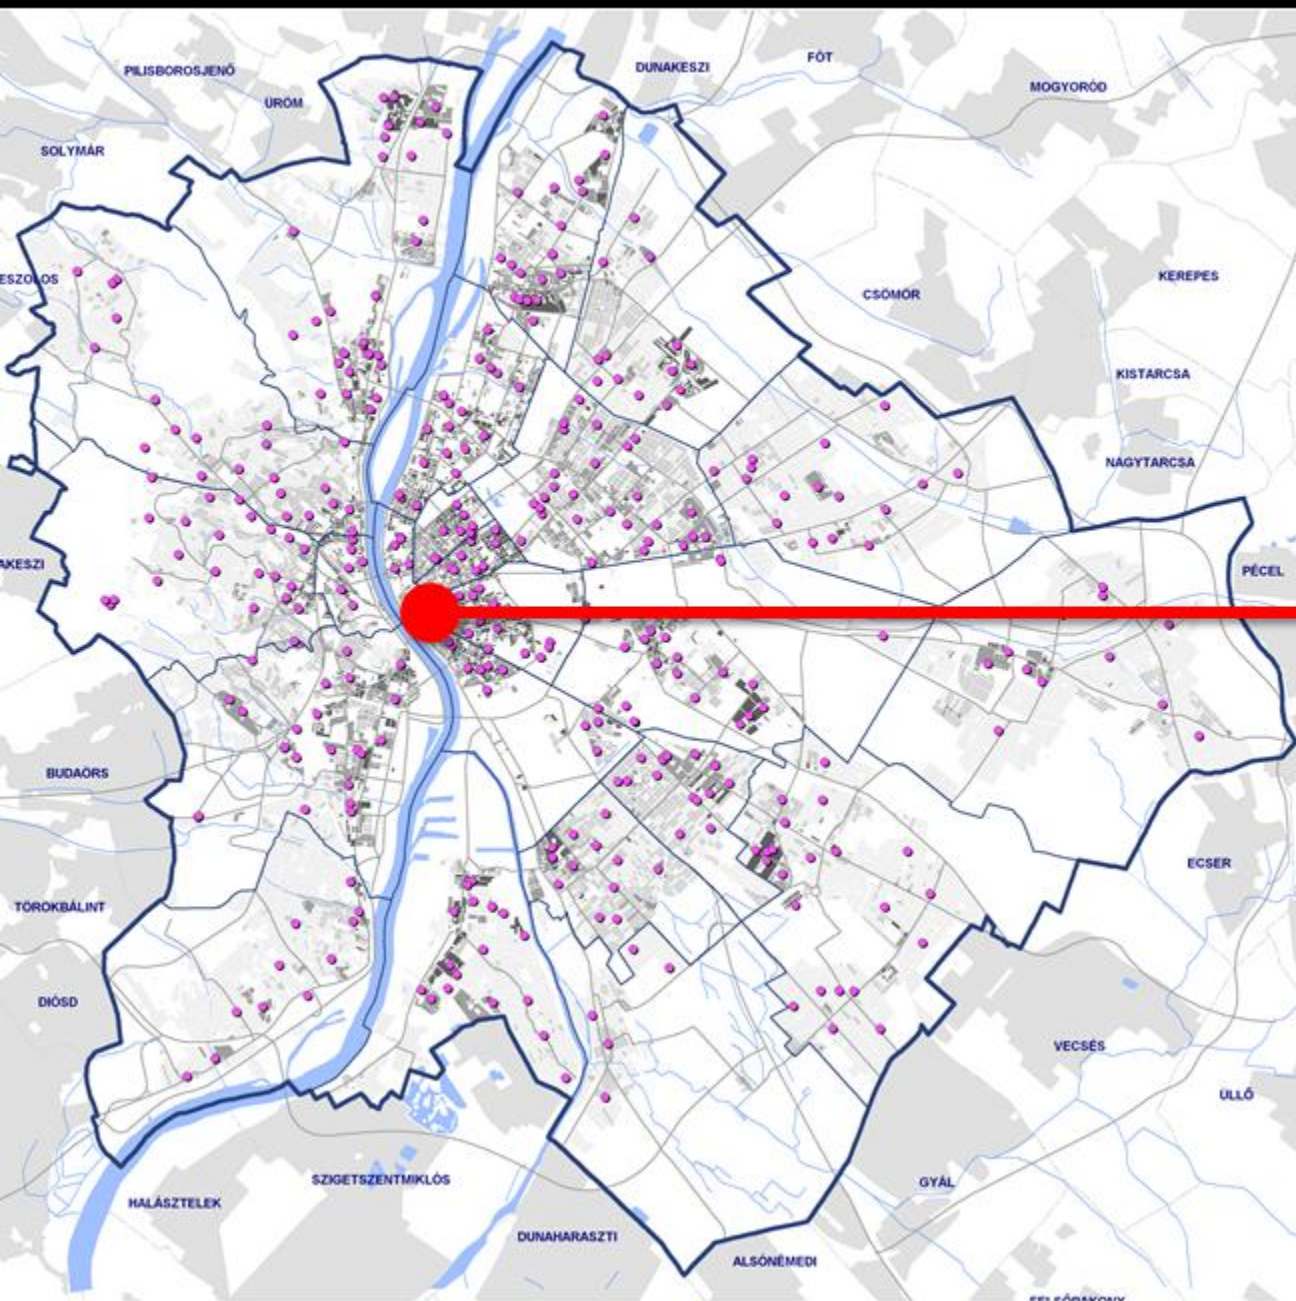 PILISBOROSJENŐ
DUNAKESZI
FÓT
MOGYORÓD
ÜRÖM
SOLYMÁR
KEREPES
CSÖMÖR
KISTARCSA
NAGYTARCSA
AKESZI
PÉCEL
BUDAÖRS
ECSER
TÖRÖKBÁLINT
DIÓSD
VECSÉS
ÜLLŐ
SZIGETSZENTMIKLÓS
GYÁL
HALÁSZTELEK
DUNAHARASZTI
ALSÓNÉMEDI